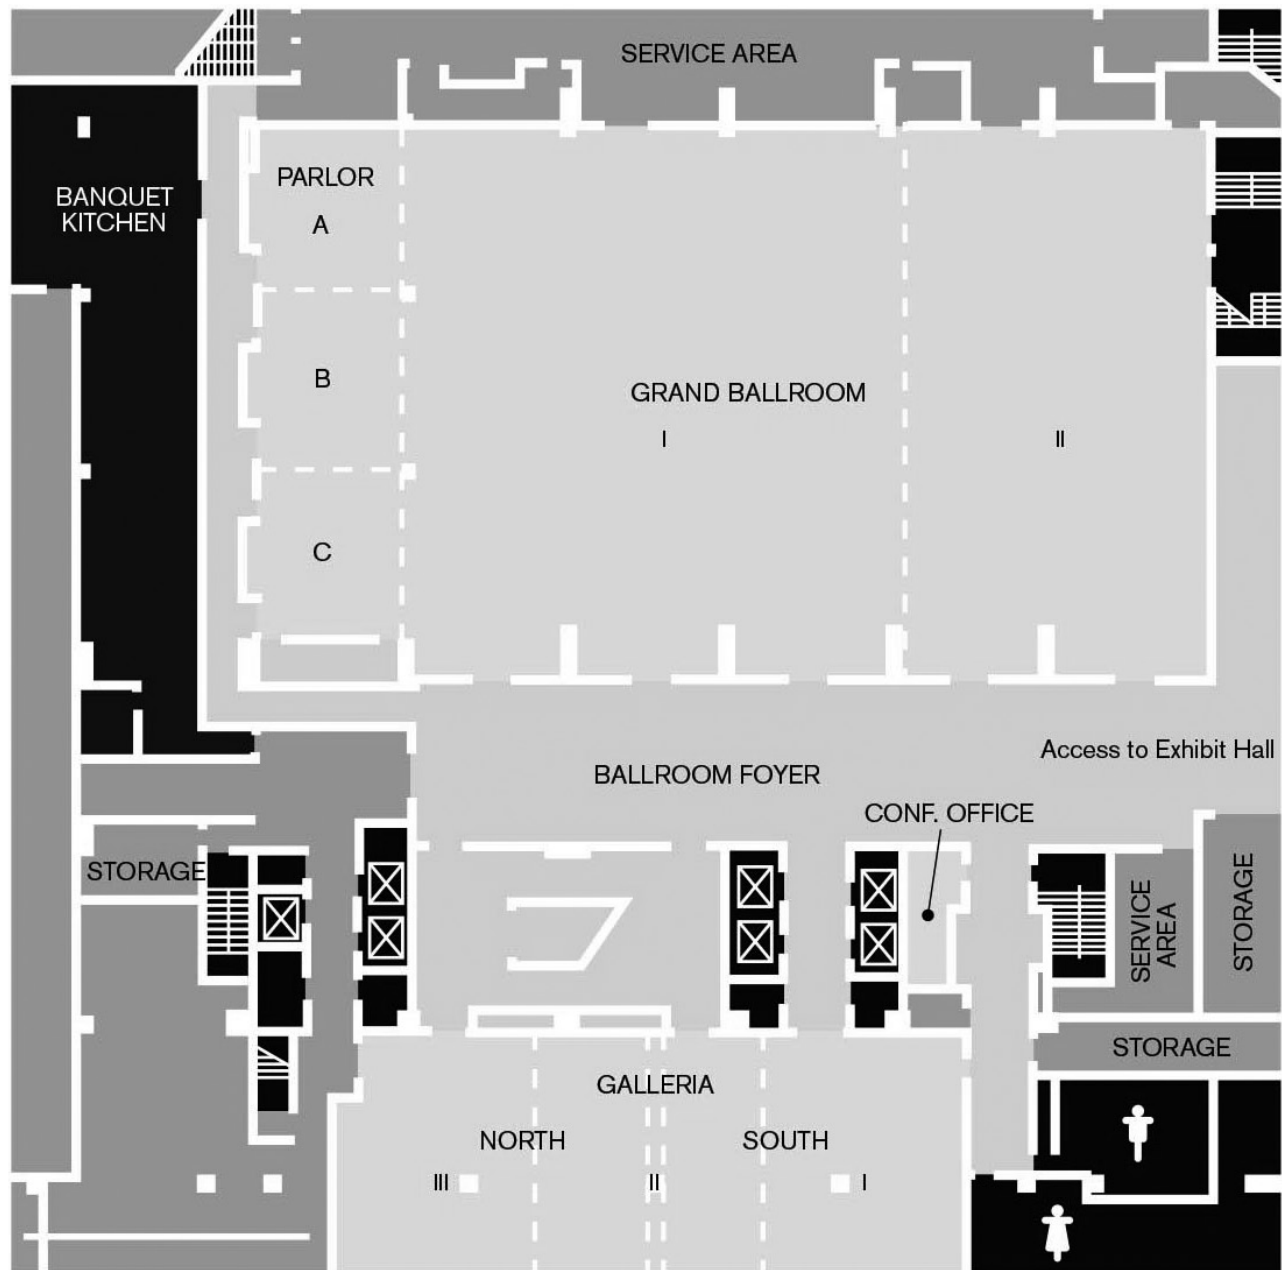 SERVICE AREA
PARLOR
A
BANQUET
KITCHEN
B
GRAND BALLROOM
I
II
C
Access to Exhibit Hall
BALLROOM FOYER
CONF. OFFICE
STORAGE
SERVICE
AREA
STORAGE
STORAGE
GALLERIA
NORTH
SOUTH
III
II
I